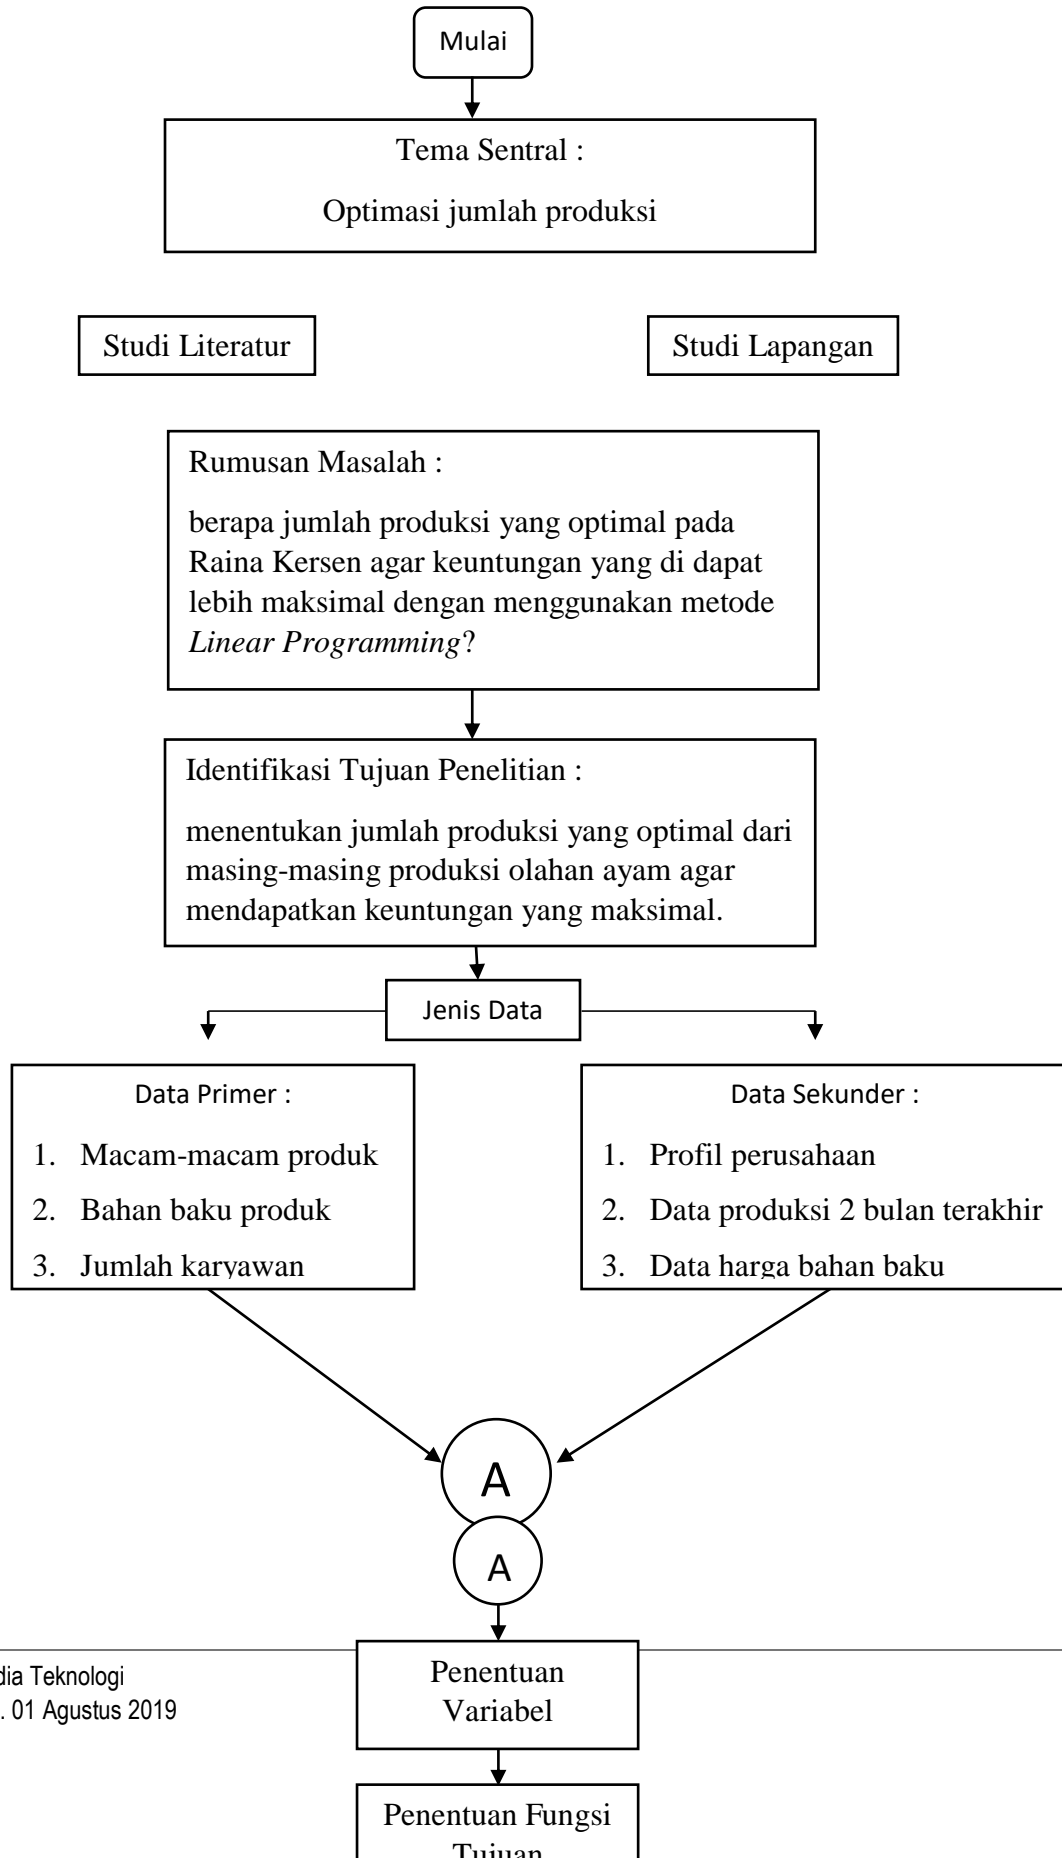 Mulai
Tema Sentral :
Optimasi jumlah produksi
Studi Literatur
Studi Lapangan
Rumusan Masalah :
berapa jumlah produksi yang optimal pada
Raina Kersen agar keuntungan yang di dapat
lebih maksimal dengan menggunakan metode
Linear Programming?
Identifikasi Tujuan Penelitian :
menentukan jumlah produksi yang optimal dari
masing-masing produksi olahan ayam agar
mendapatkan keuntungan yang maksimal.
Jenis Data
Data Primer :
1. Macam-macam produk
2. Bahan baku produk
3. Jumlah karyawan
Data Sekunder :
1. Profil perusahaan
2. Data produksi 2 bulan terakhir
3. Data harga bahan baku
A
A
Penentuan
Variabel
dia Teknologi
. 01 Agustus 2019
Penentuan Fungsi
Tujuan